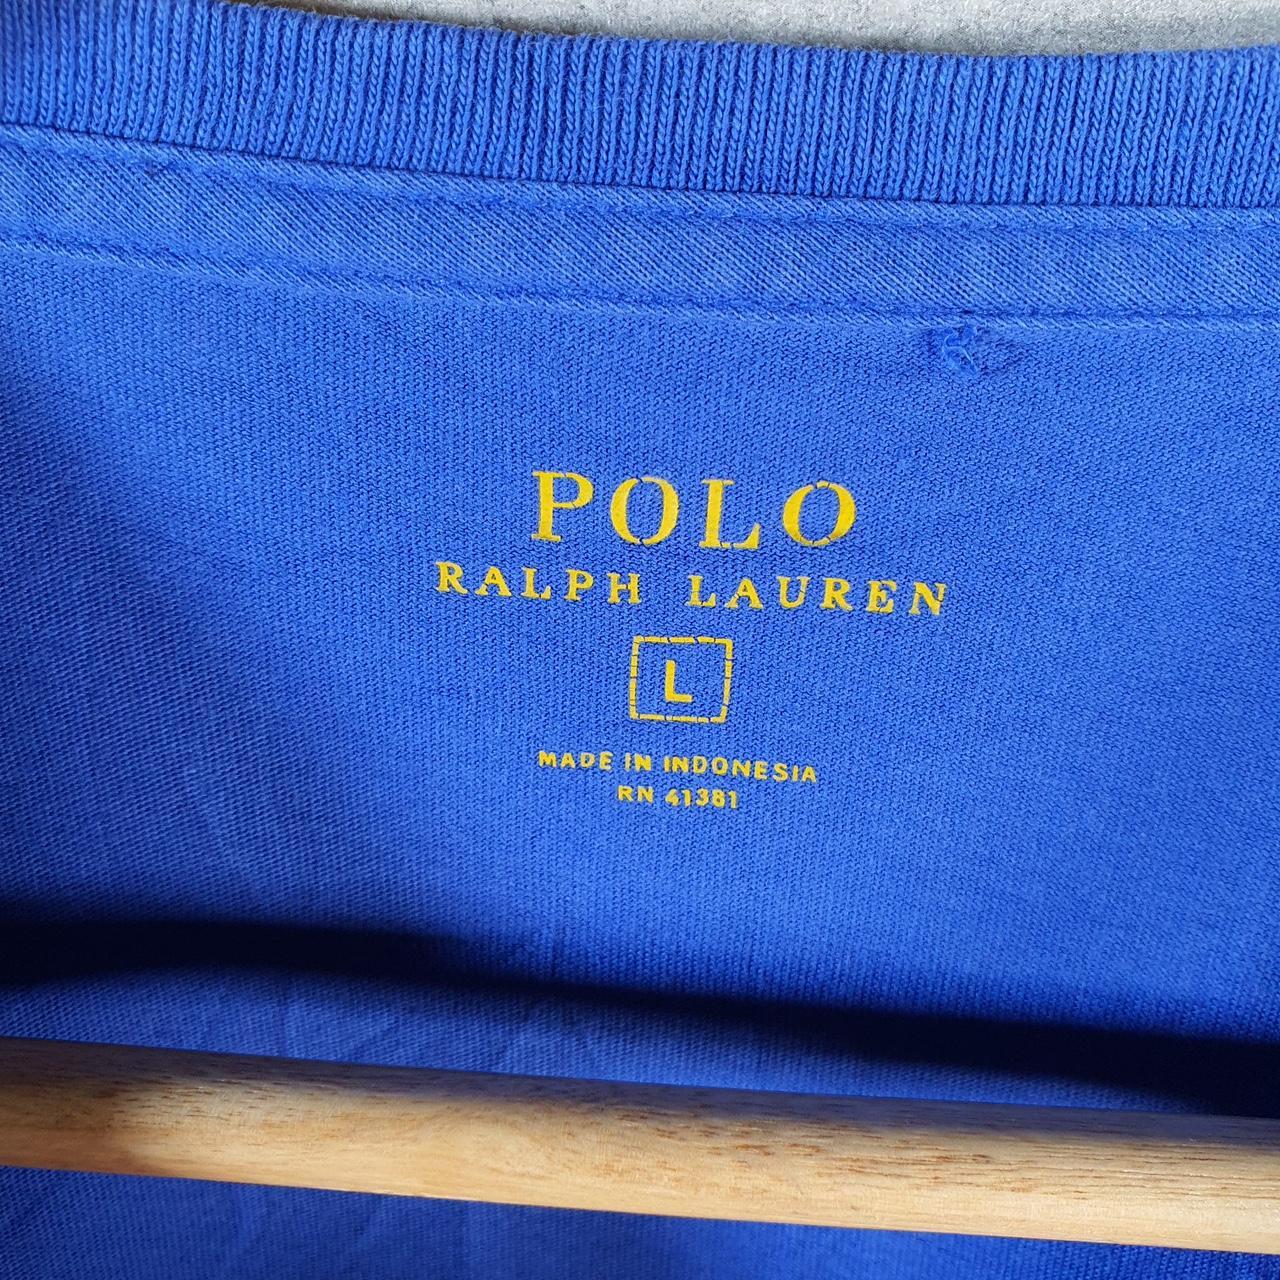 POLO
RALPH LAUREN
L
MADE IN INDONESIA
RN 41381